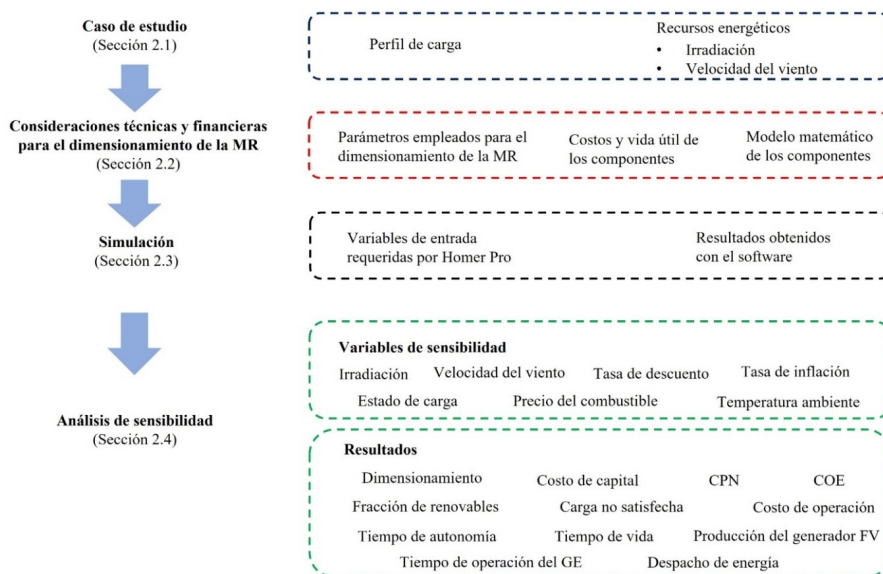 Caso de estudio
(Sección 2.1)
Perfil de carga
Recursos energéticos
• Irradiación
• Velocidad del viento
Consideraciones técnicas y financieras
para el dimensionamiento de la MR
(Sección 2.2)
Parámetros empleados para el
dimensionamiento de la MR
Costos y vida útil de
los componentes
Modelo matemático
de los componentes
Simulación
(Sección 2.3)
Variables de entrada
requeridas por Homer Pro
Resultados obtenidos
con el software
Análisis de sensibilidad
(Sección 2.4)
Variables de sensibilidad
Irradiación Velocidad del viento Tasa de descuento Tasa de inflación
Estado de carga Precio del combustible Temperatura ambiente
Resultados
Dimensionamiento Costo de capital CPN COE
Fracción de renovables Carga no satisfecha Costo de operación
Tiempo de autonomía Tiempo de vida Producción del generador FV
Tiempo de operación del GE Despacho de energía